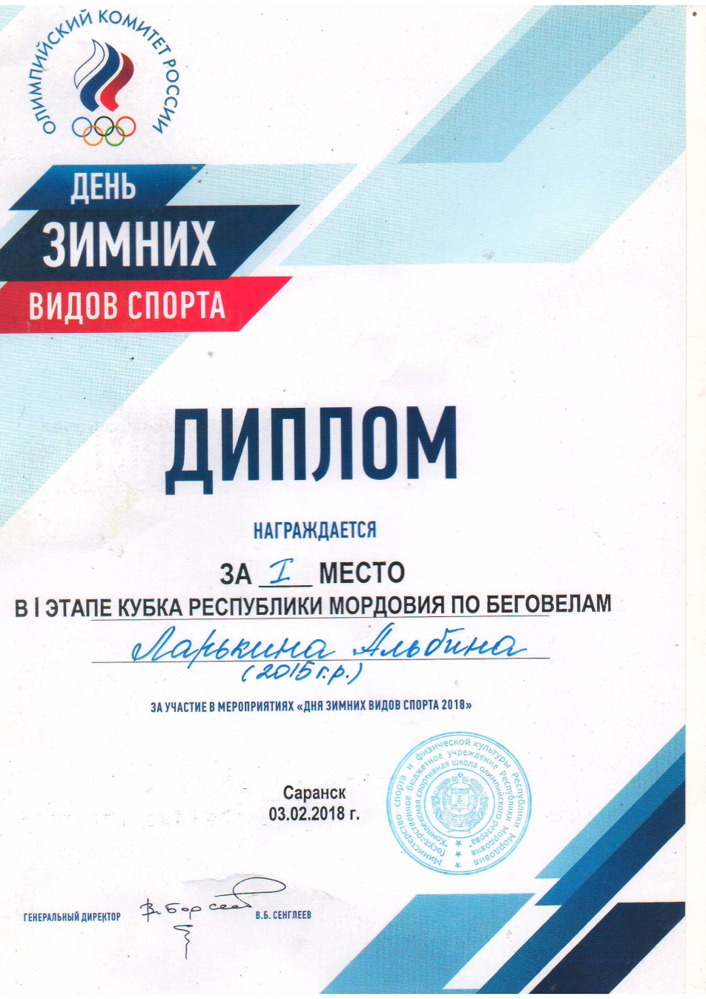 ОЛИМПИЙСКИЙ КОМИТЕТ РОССИИ
ДЕНЬ
ЗИМНИХ
ВИДОВ СПОРТА
ДИПЛОМ
НАГРАЖДАЕТСЯ
ЗА I МЕСТО
В I ЭТАПЕ КУБКА РЕСПУБЛИКИ МОРДОВИЯ ПО БЕГОВЕЛАМ
Ларькина Альбина
(2015 г.р.)
ЗА УЧАСТИЕ В МЕРОПРИЯТИЯХ «ДНЯ ЗИМНИХ ВИДОВ СПОРТА 2018»
Министерство спорта и физической культуры Республики Мордовия
Государственное бюджетное учреждение Республики Мордовия
"Комплексная спортивная школа олимпийского резерва"
Саранск
03.02.2018 г.
ГЕНЕРАЛЬНЫЙ ДИРЕКТОР
В.Б. СЕНГЛЕЕВ